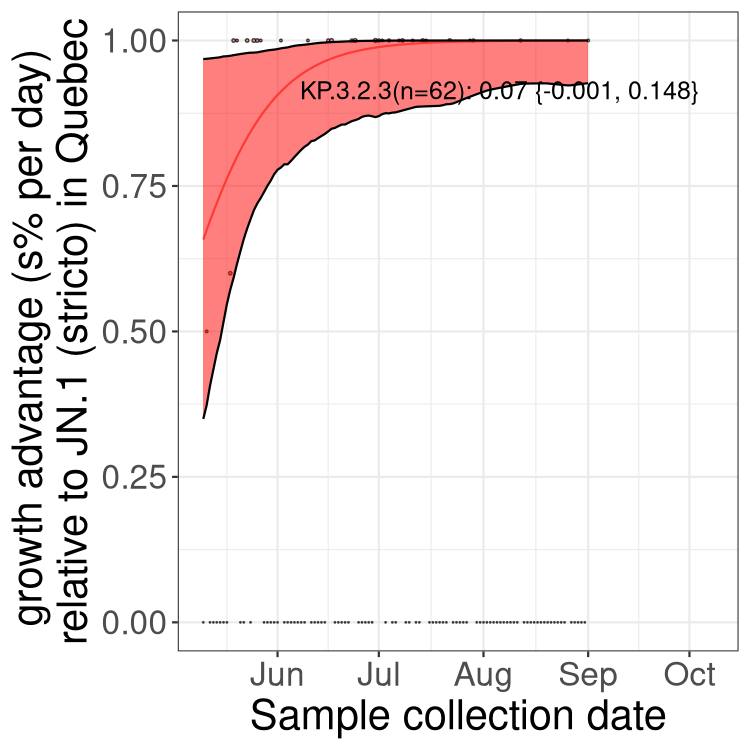 growth advantage (s% per day)
relative to JN.1 (stricto) in Quebec
1.00
0.75
0.50
0.25
0.00
KP.3.2.3(n=62): 0.07 {-0.001, 0.148}
Jun Jul Aug Sep Oct
Sample collection date